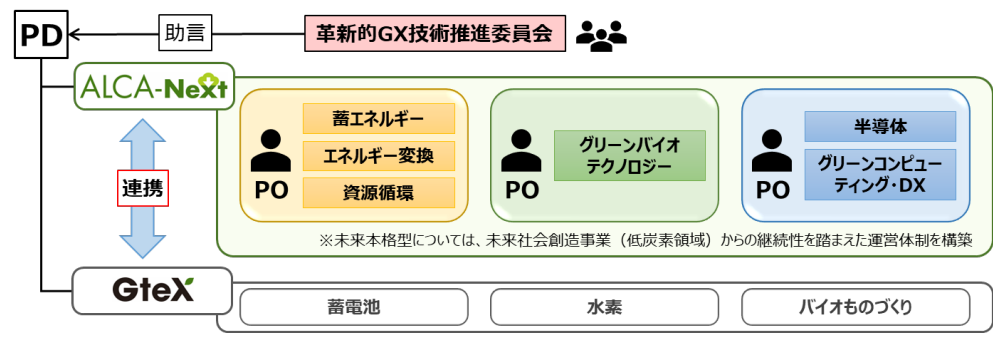 PD
助言
革新的GX技術推進委員会
ALCA-Next
PO
蓄エネルギー
エネルギー変換
資源循環
PO
グリーンバイオ
テクノロジー
PO
半導体
グリーンコンピュー
ティング・DX
※未来本格型については、未来社会創造事業（低炭素領域）からの継続性を踏まえた運営体制を構築
連携
GteX
蓄電池
水素
バイオものづくり